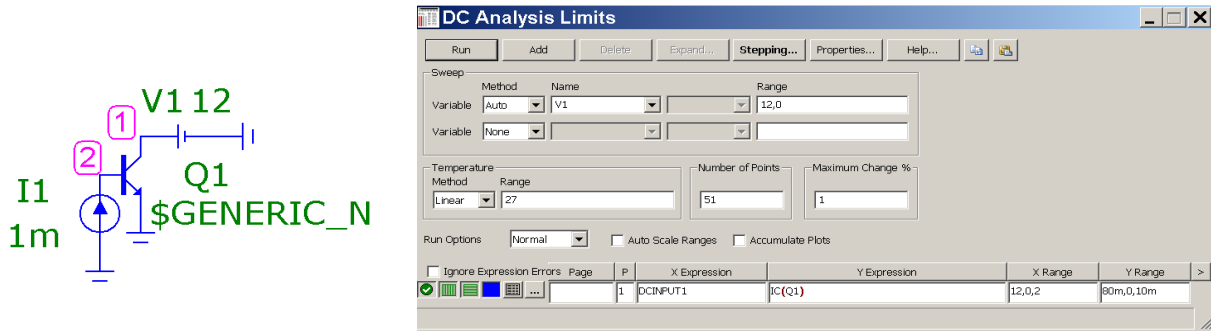 V1 12
1
2
Q1
I1
$GENERIC_N
1m
DC Analysis Limits
Run Add Delete Expand... Stepping... Properties... Help...
Sweep
Method Name Range
Variable Auto V1 12,0
Variable None
Temperature Number of Points Maximum Change %
Method Range
Linear 27 51 1
Run Options Normal Auto Scale Ranges Accumulate Plots
Ignore Expression Errors Page P X Expression Y Expression X Range Y Range >
... 1 DCINPUT1 IC(Q1) 12,0,2 80m,0,10m